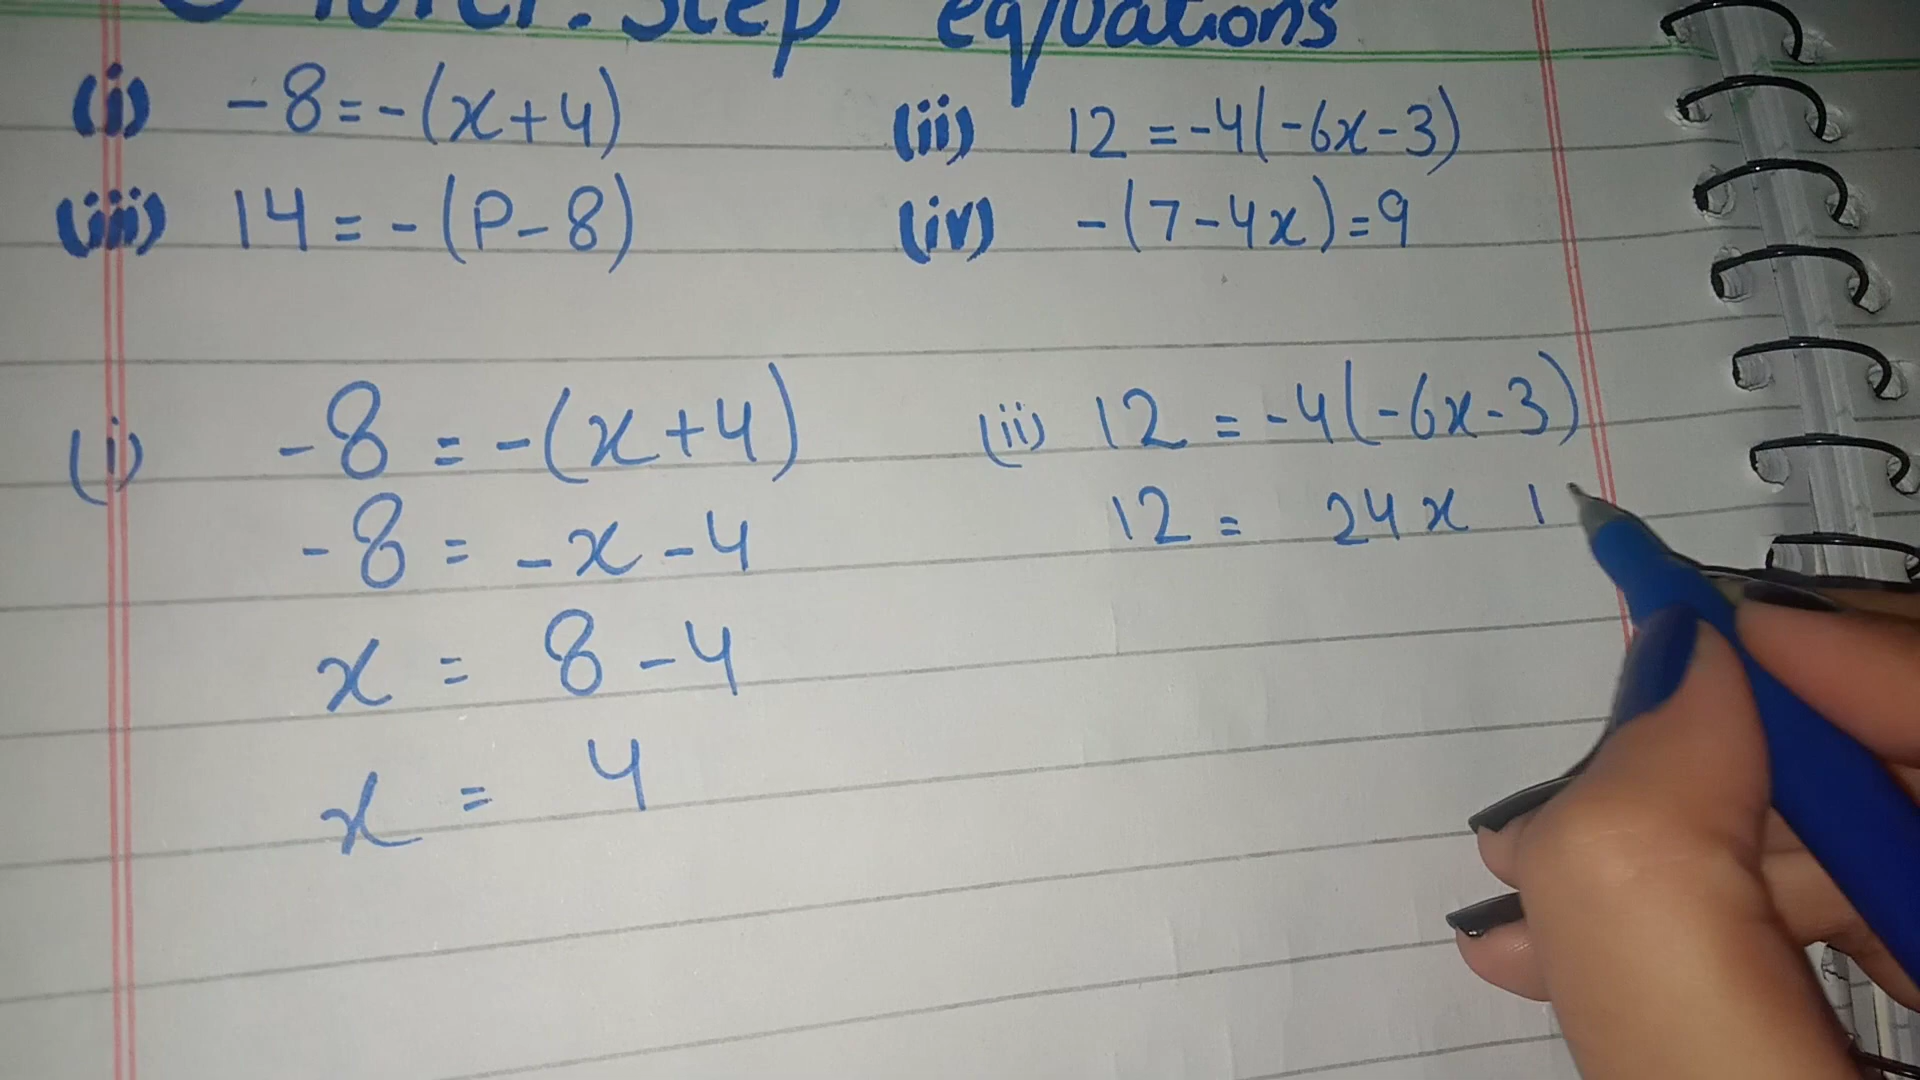 Step equations
(i) -8=-(x+4) (ii) 12=-4(-6x-3)
(iii) 14=-(P-8) (iv) -(7-4x)=9
(i) -8=-(x+4)
-8=-x-4
x=8-4
x=4
(ii) 12=-4(-6x-3)
12= 24x 1